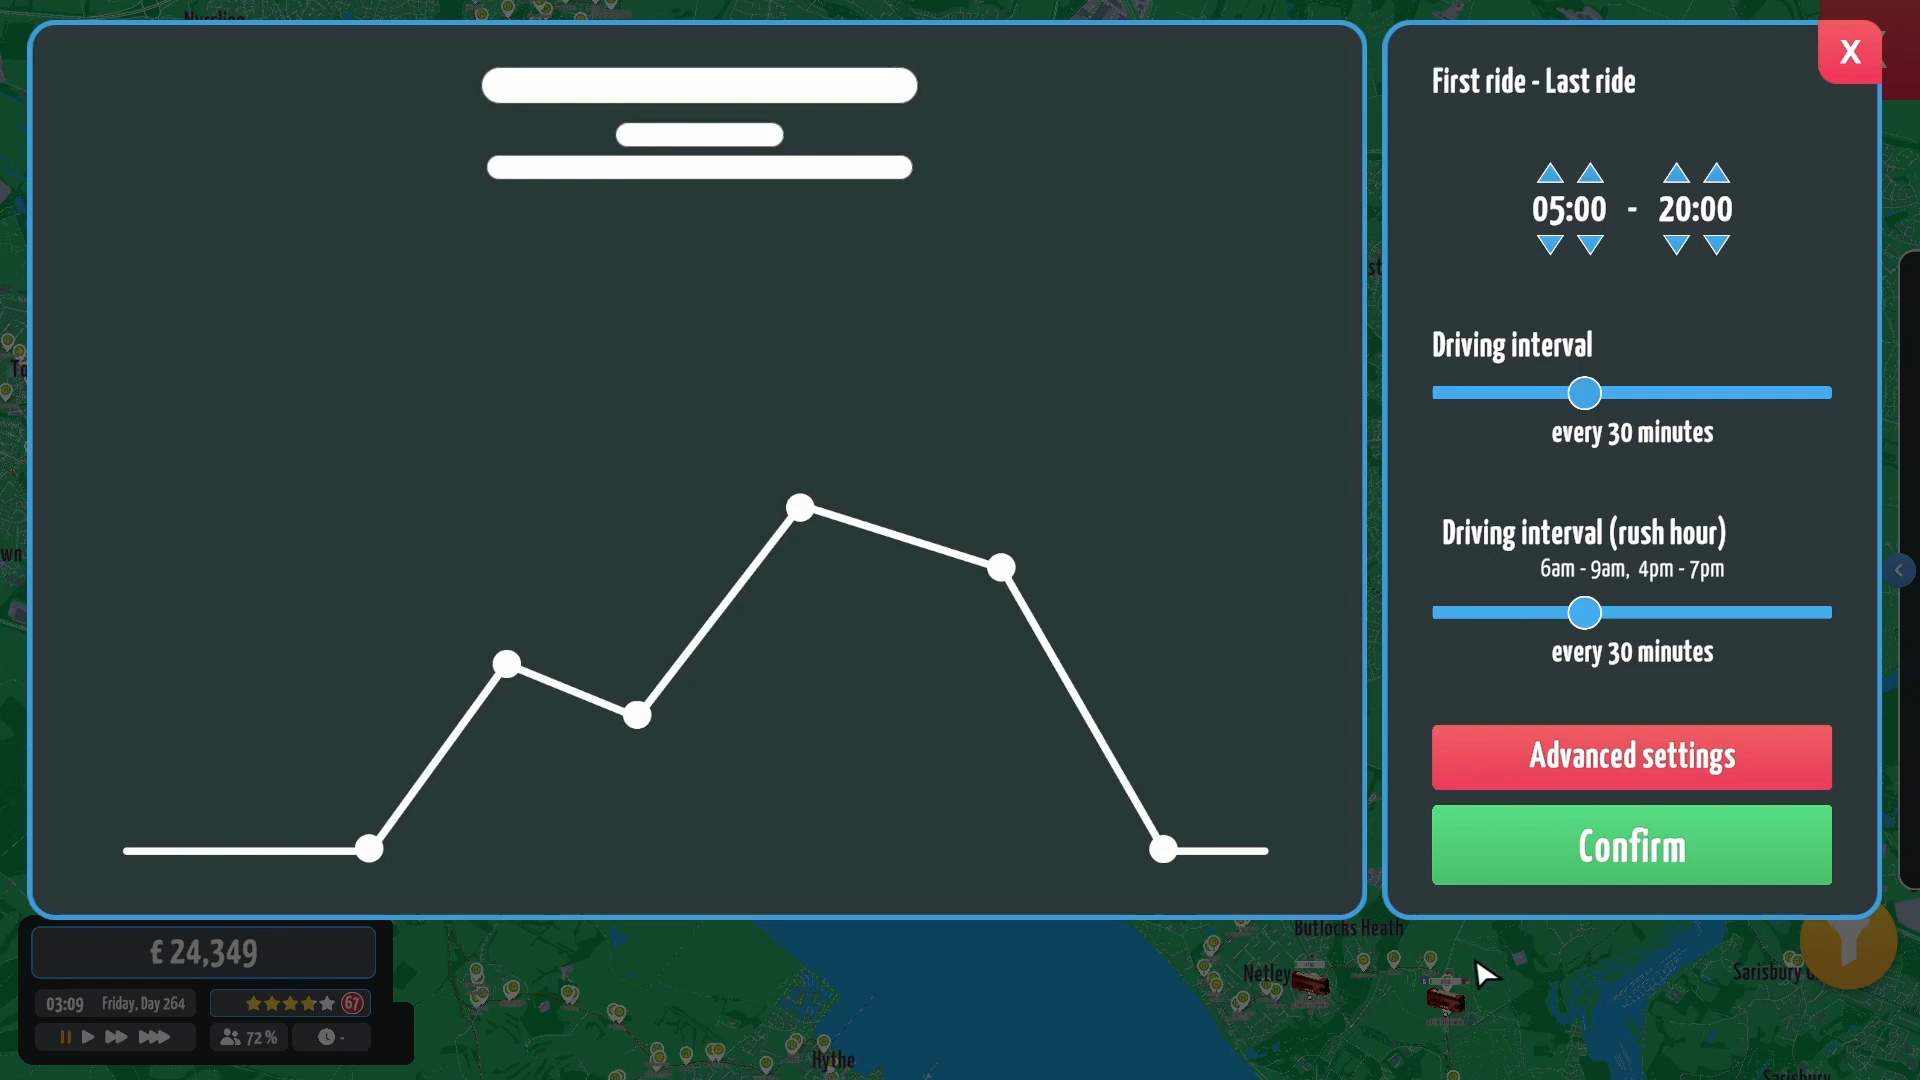 Nursling
First ride - Last ride
X
05:00 - 20:00
Driving interval
every 30 minutes
Driving interval (rush hour)
6am - 9am, 4pm - 7pm
every 30 minutes
Advanced settings
Confirm
£ 24,349
03:09 Friday, Day 264
67
72 %
-
Butlocks Heath
Netley
Hythe
Sarisbury G
Sarisbury